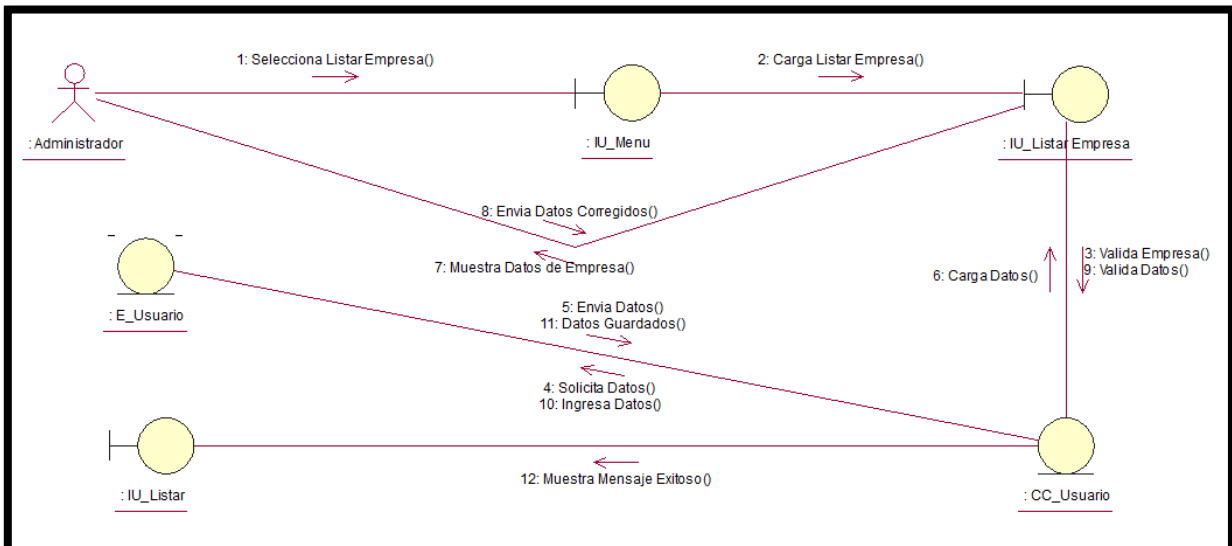 1: Selecciona Listar Empresa()
2: Carga Listar Empresa()
: Administrador
: IU_Menu
: IU_Listar Empresa
8: Envia Datos Corregidos()
7: Muestra Datos de Empresa()
3: Valida Empresa()
9: Valida Datos()
6: Carga Datos()
: E_Usuario
5: Envia Datos()
11: Datos Guardados()
4: Solicita Datos()
10: Ingresa Datos()
12: Muestra Mensaje Exitoso()
: IU_Listar
: CC_Usuario